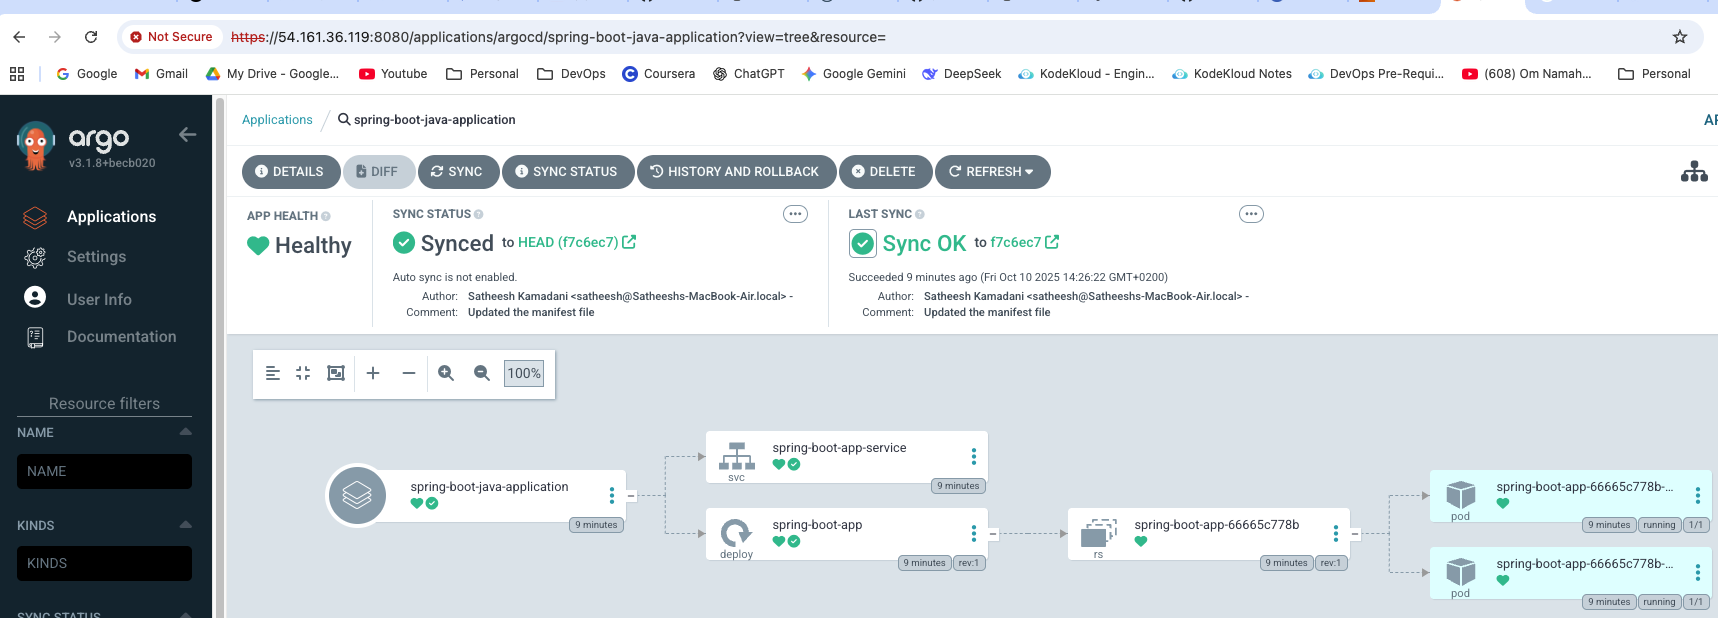 Not Secure https://54.161.36.119:8080/applications/argocd/spring-boot-java-application?view=tree&resource=
Google Gmail My Drive - Google... Youtube Personal DevOps Coursera ChatGPT Google Gemini DeepSeek KodeKloud - Engin... KodeKloud Notes DevOps Pre-Requi... (608) Om Namah... Personal
argo
v3.1.8+becb020
Applications
Settings
User Info
Documentation
Resource filters
NAME
NAME
KINDS
KINDS
SYNC STATUS
Applications / spring-boot-java-application
DETAILS DIFF SYNC SYNC STATUS HISTORY AND ROLLBACK DELETE REFRESH
APP HEALTH
Healthy
SYNC STATUS
Synced to HEAD (f7c6ec7)
Auto sync is not enabled.
Author: Satheesh Kamadani <satheesh@Satheeshs-MacBook-Air.local> -
Comment: Updated the manifest file
LAST SYNC
Sync OK to f7c6ec7
Succeeded 9 minutes ago (Fri Oct 10 2025 14:26:22 GMT+0200)
Author: Satheesh Kamadani <satheesh@Satheeshs-MacBook-Air.local> -
Comment: Updated the manifest file
100%
spring-boot-java-application
9 minutes
svc
spring-boot-app-service
9 minutes
deploy
spring-boot-app
9 minutes rev:1
rs
spring-boot-app-66665c778b
9 minutes rev:1
pod
spring-boot-app-66665c778b-...
9 minutes running 1/1
pod
spring-boot-app-66665c778b-...
9 minutes running 1/1